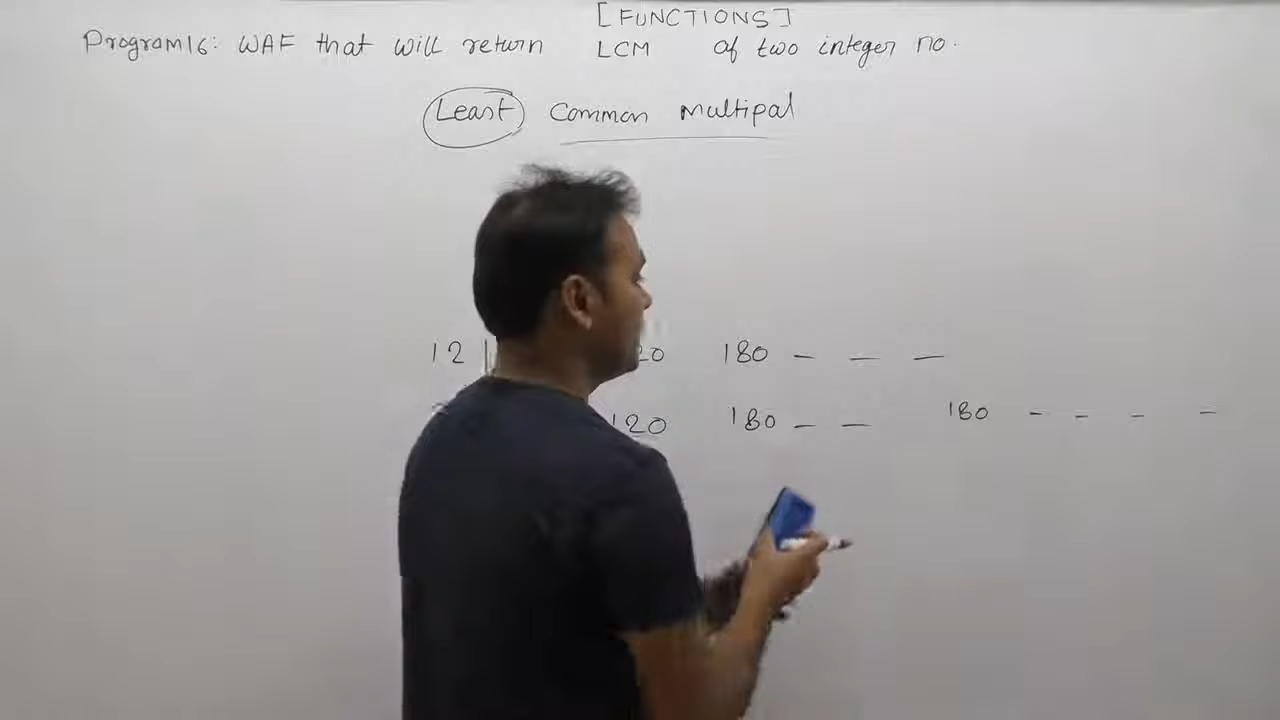 [FUNCTIONS]
Program16: WAF that will return LCM of two integer no.
Least Common Multipal
12 20 180 - - -
120 180 - - 180 - - - -